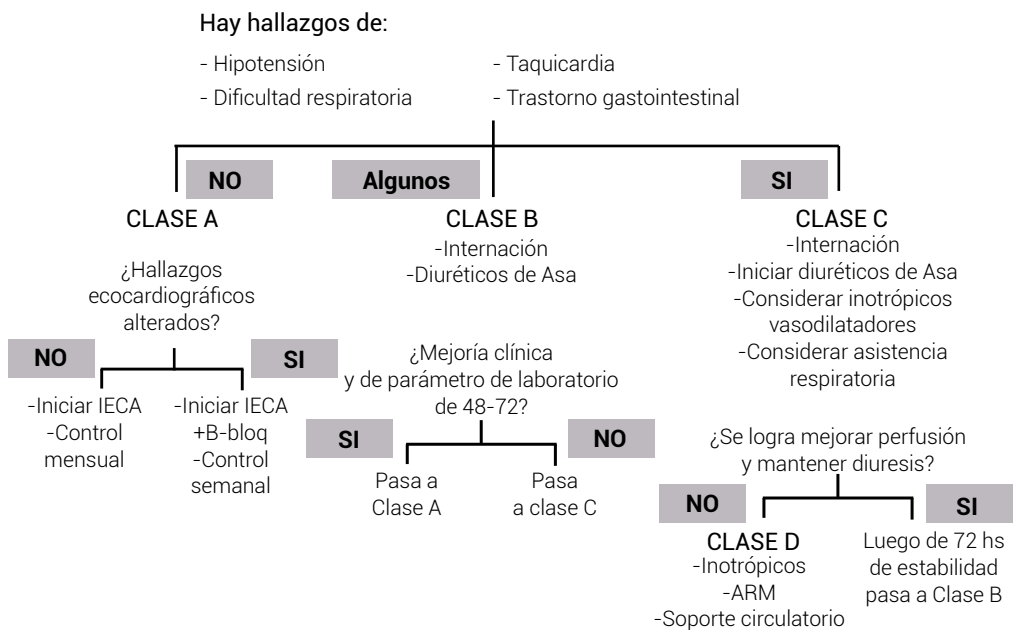 Hay hallazgos de:
- Hipotensión
- Dificultad respiratoria
- Taquicardia
- Trastorno gastointestinal
NO
CLASE A
¿Hallazgos
ecocardiográficos
alterados?
NO
-Iniciar IECA
-Control
mensual
SI
-Iniciar IECA
+B-bloq
-Control
semanal
Algunos
CLASE B
-Internación
-Diuréticos de Asa
¿Mejoría clínica
y de parámetro de laboratorio
de 48-72?
SI
Pasa a
Clase A
NO
Pasa
a clase C
SI
CLASE C
-Internación
-Iniciar diuréticos de Asa
-Considerar inotrópicos
vasodilatadores
-Considerar asistencia
respiratoria
¿Se logra mejorar perfusión
y mantener diuresis?
NO
CLASE D
-Inotrópicos
-ARM
-Soporte circulatorio
SI
Luego de 72 hs
de estabilidad
pasa a Clase B